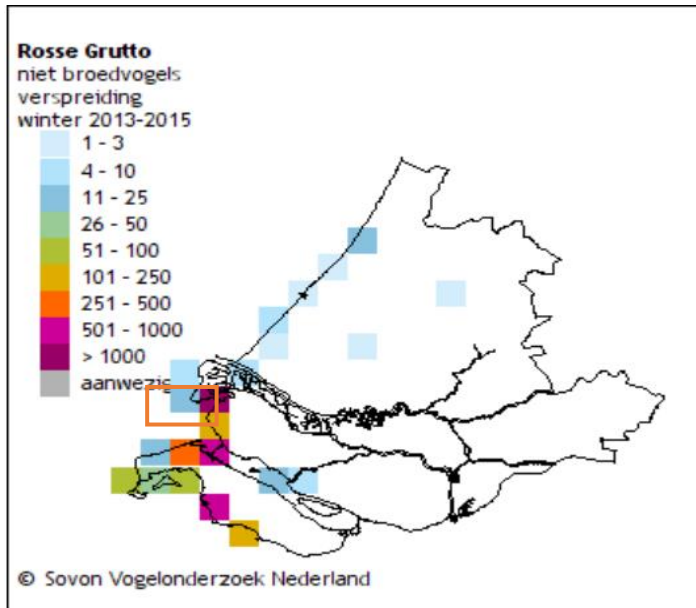 Rosse Grutto
niet broedvogels
verspreiding
winter 2013-2015
1 - 3
4 - 10
11 - 25
26 - 50
51 - 100
101 - 250
251 - 500
501 - 1000
> 1000
aanwezig
© Sovon Vogelonderzoek Nederland